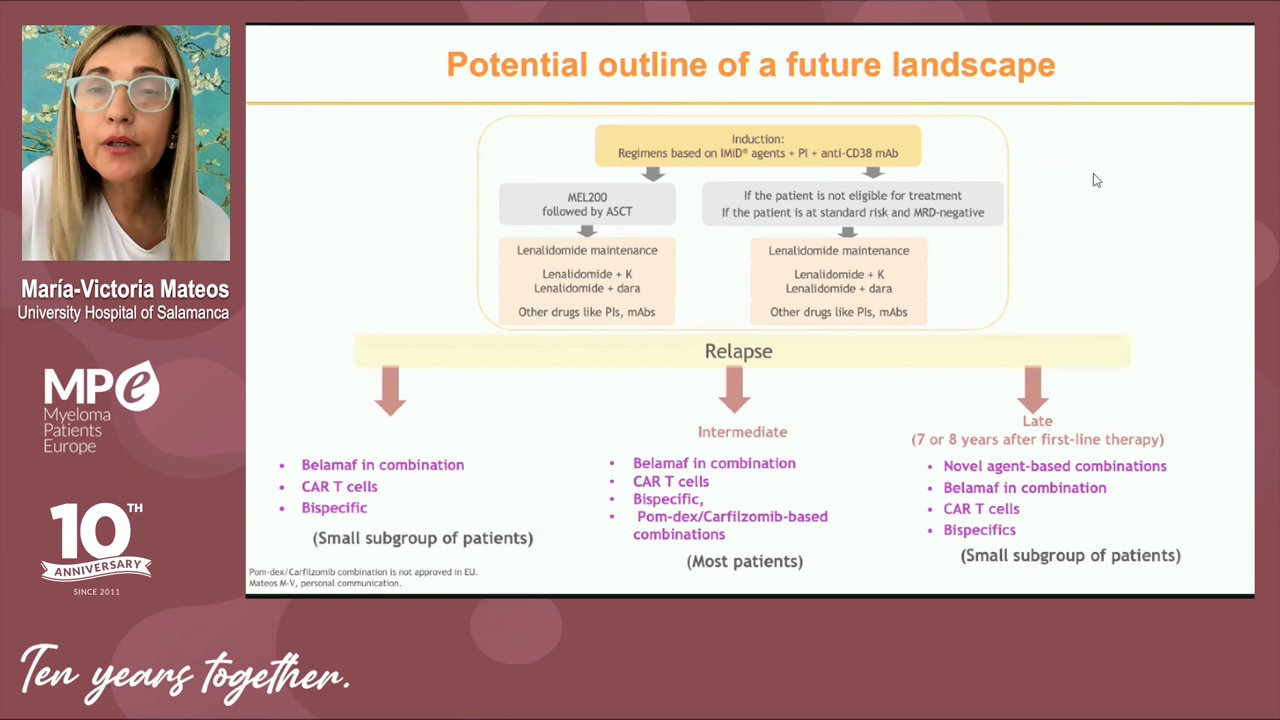 Potential outline of a future landscape
Induction:
Regimens based on IMiD® agents + PI + anti-CD38 mAb
MEL200
followed by ASCT
If the patient is not eligible for treatment
If the patient is at standard risk and MRD-negative
Lenalidomide maintenance
Lenalidomide + K
Lenalidomide + dara
Other drugs like PIs, mAbs
Lenalidomide maintenance
Lenalidomide + K
Lenalidomide + dara
Other drugs like PIs, mAbs
Relapse
• Belamaf in combination
• CAR T cells
• Bispecific
(Small subgroup of patients)
Intermediate
• Belamaf in combination
• CAR T cells
• Bispecific,
• Pom-dex/Carfilzomib-based
combinations
(Most patients)
Late
(7 or 8 years after first-line therapy)
• Novel agent-based combinations
• Belamaf in combination
• CAR T cells
• Bispecifics
(Small subgroup of patients)
Pom-dex/Carfilzomib combination is not approved in EU.
Mateos M-V, personal communication.
María-Victoria Mateos
University Hospital of Salamanca
MPe
Myeloma
Patients
Europe
10TH
ANNIVERSARY
SINCE 2011
Ten years together.